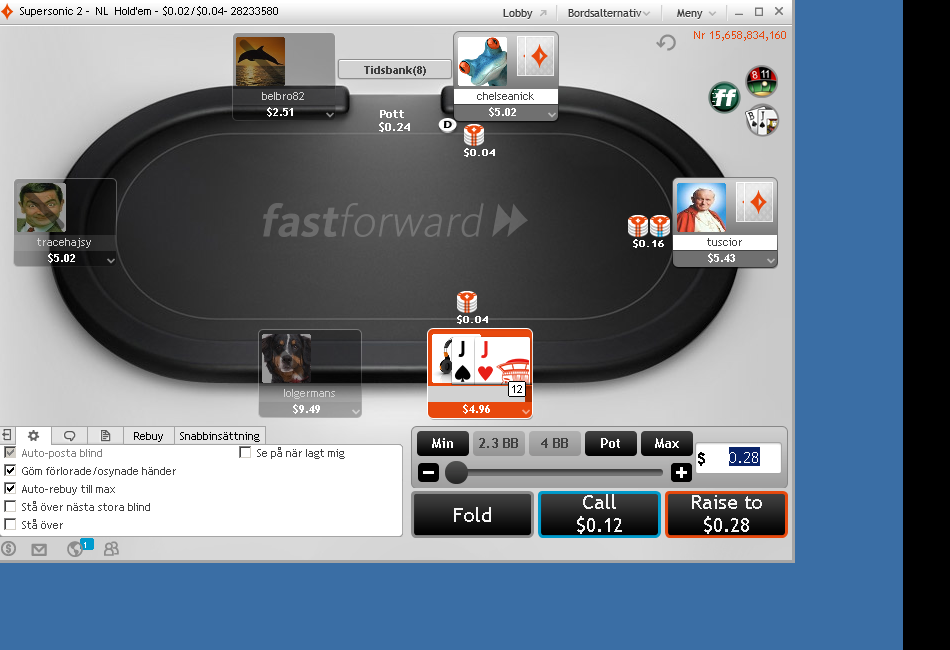 Supersonic 2 - NL Hold'em - $0.02/$0.04- 28233580
Lobby
Bordsalternativ
Meny
Nr 15,658,834,160
Tidsbank(8)
belbro82
$2.51
chelseanick
$5.02
Pott
$0.24
D
$0.04
ff
8 11
B J
tracehajsy
$5.02
fastforward
$0.16
tuscior
$5.43
$0.04
lolgermans
$9.49
J J
12
$4.96
Rebuy
Snabbinsättning
Auto-posta blind
Se på när lagt mig
Göm förlorade/osynade händer
Auto-rebuy till max
Stå över nästa stora blind
Stå över
1
Min
2.3 BB
4 BB
Pot
Max
$ 0.28
Fold
Call
$0.12
Raise to
$0.28